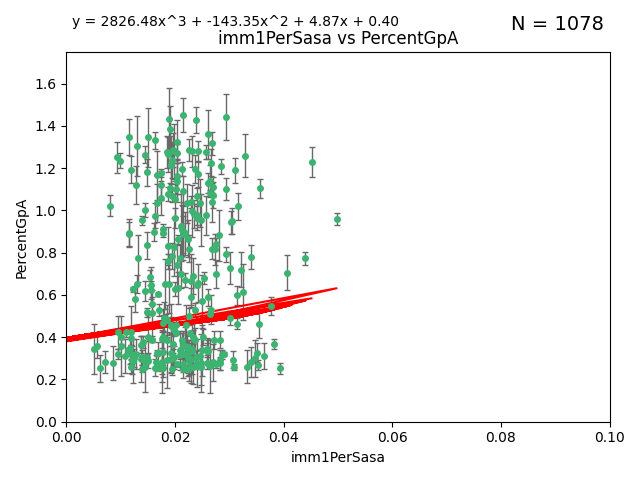 y = 2826.48x^3 + -143.35x^2 + 4.87x + 0.40
N = 1078
imm1PerSasa vs PercentGpA
1.6
1.4
1.2
1.0
0.8
0.6
0.4
0.2
0.0
PercentGpA
0.00 0.02 0.04 0.06 0.08 0.10
imm1PerSasa